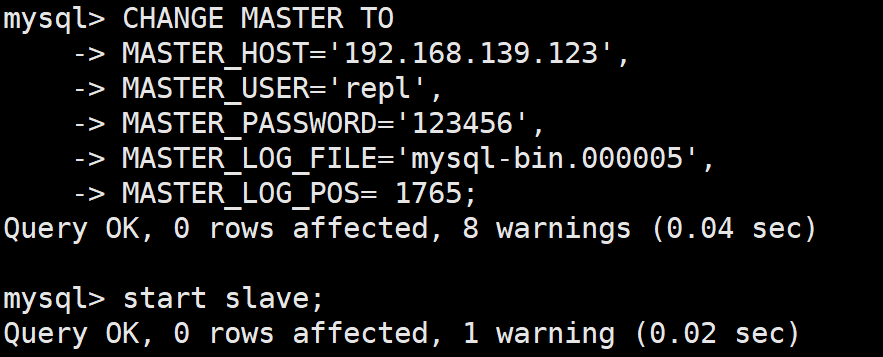 mysql> CHANGE MASTER TO
    -> MASTER_HOST='192.168.139.123',
    -> MASTER_USER='repl',
    -> MASTER_PASSWORD='123456',
    -> MASTER_LOG_FILE='mysql-bin.000005',
    -> MASTER_LOG_POS= 1765;
Query OK, 0 rows affected, 8 warnings (0.04 sec)

mysql> start slave;
Query OK, 0 rows affected, 1 warning (0.02 sec)